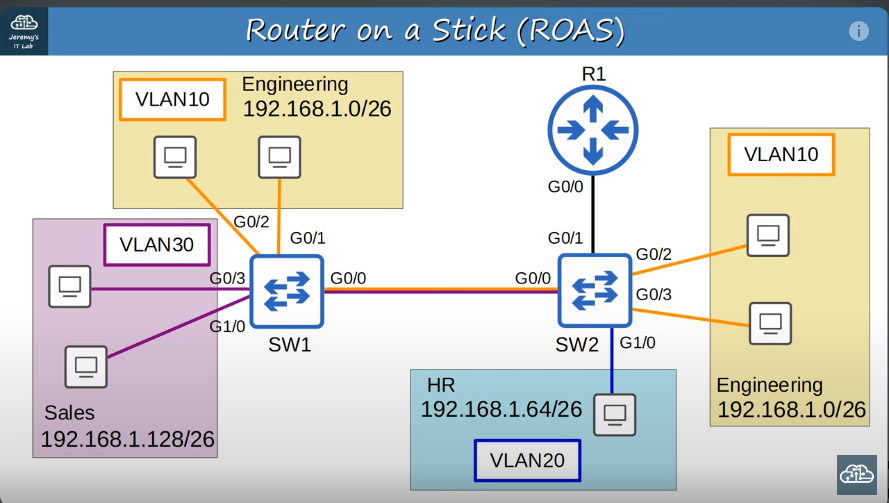 Jeremy's
IT Lab
Router on a Stick (ROAS)
i
VLAN10
Engineering
192.168.1.0/26
R1
G0/0
VLAN10
G0/2
G0/1
VLAN30
G0/3
G0/0
G1/0
SW1
G0/1
G0/0
G0/2
G0/3
SW2
G1/0
Sales
192.168.1.128/26
HR
192.168.1.64/26
VLAN20
Engineering
192.168.1.0/26